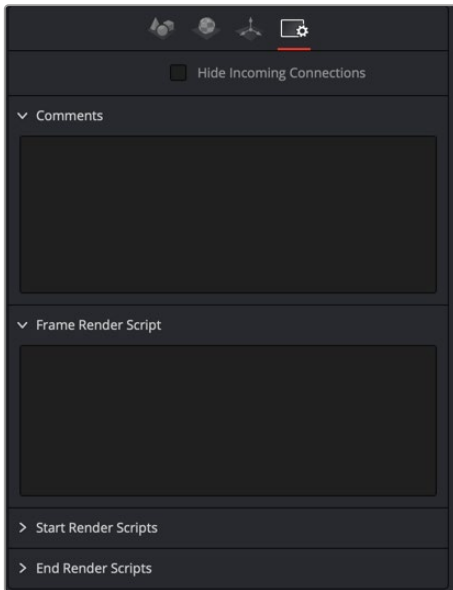 Hide Incoming Connections
Comments
Frame Render Script
Start Render Scripts
End Render Scripts